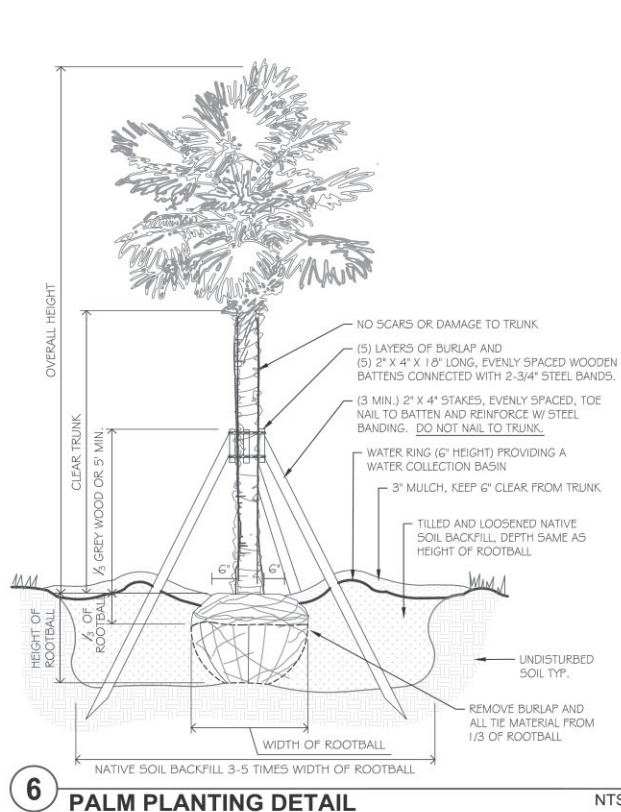 OVERALL HEIGHT
CLEAR TRUNK
1/3 GREY WOOD OR 5' MIN.
HEIGHT OF
ROOTBALL
1/3 OF
ROOTBALL
6"
6"
NO SCARS OR DAMAGE TO TRUNK
(5) LAYERS OF BURLAP AND
(5) 2" X 4" X 18" LONG, EVENLY SPACED WOODEN
BATTENS CONNECTED WITH 2-3/4" STEEL BANDS.
(3 MIN.) 2" X 4" STAKES, EVENLY SPACED, TOE
NAIL TO BATTEN AND REINFORCE W/ STEEL
BANDING. DO NOT NAIL TO TRUNK.
WATER RING (6" HEIGHT) PROVIDING A
WATER COLLECTION BASIN
3" MULCH, KEEP 6" CLEAR FROM TRUNK
TILLED AND LOOSENED NATIVE
SOIL BACKFILL, DEPTH SAME AS
HEIGHT OF ROOTBALL
UNDISTURBED
SOIL TYP.
REMOVE BURLAP AND
ALL TIE MATERIAL FROM
1/3 OF ROOTBALL
WIDTH OF ROOTBALL
NATIVE SOIL BACKFILL 3-5 TIMES WIDTH OF ROOTBALL
6
PALM PLANTING DETAIL
NTS